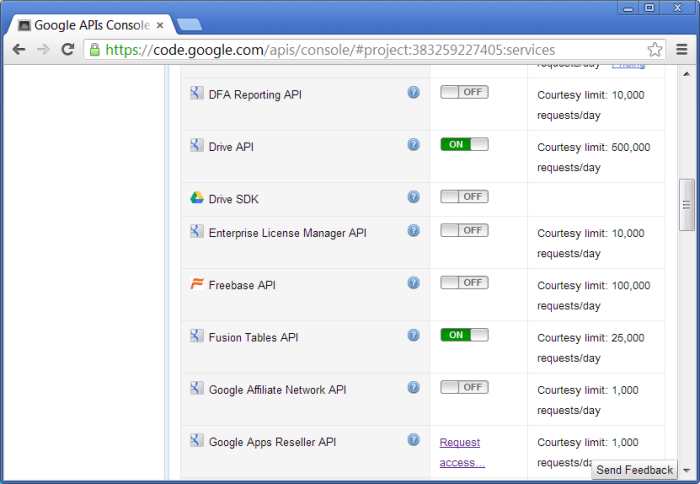 Google APIs Console
https://code.google.com/apis/console/#project:383259227405:services
requests/day Pricing
DFA Reporting API
OFF
Courtesy limit: 10,000
requests/day
Drive API
ON
Courtesy limit: 500,000
requests/day
Drive SDK
OFF
Enterprise License Manager API
OFF
Courtesy limit: 10,000
requests/day
Freebase API
OFF
Courtesy limit: 100,000
requests/day
Fusion Tables API
ON
Courtesy limit: 25,000
requests/day
Google Affiliate Network API
OFF
Courtesy limit: 1,000
requests/day
Google Apps Reseller API
Request
access...
Courtesy limit: 1,000
Send Feedback